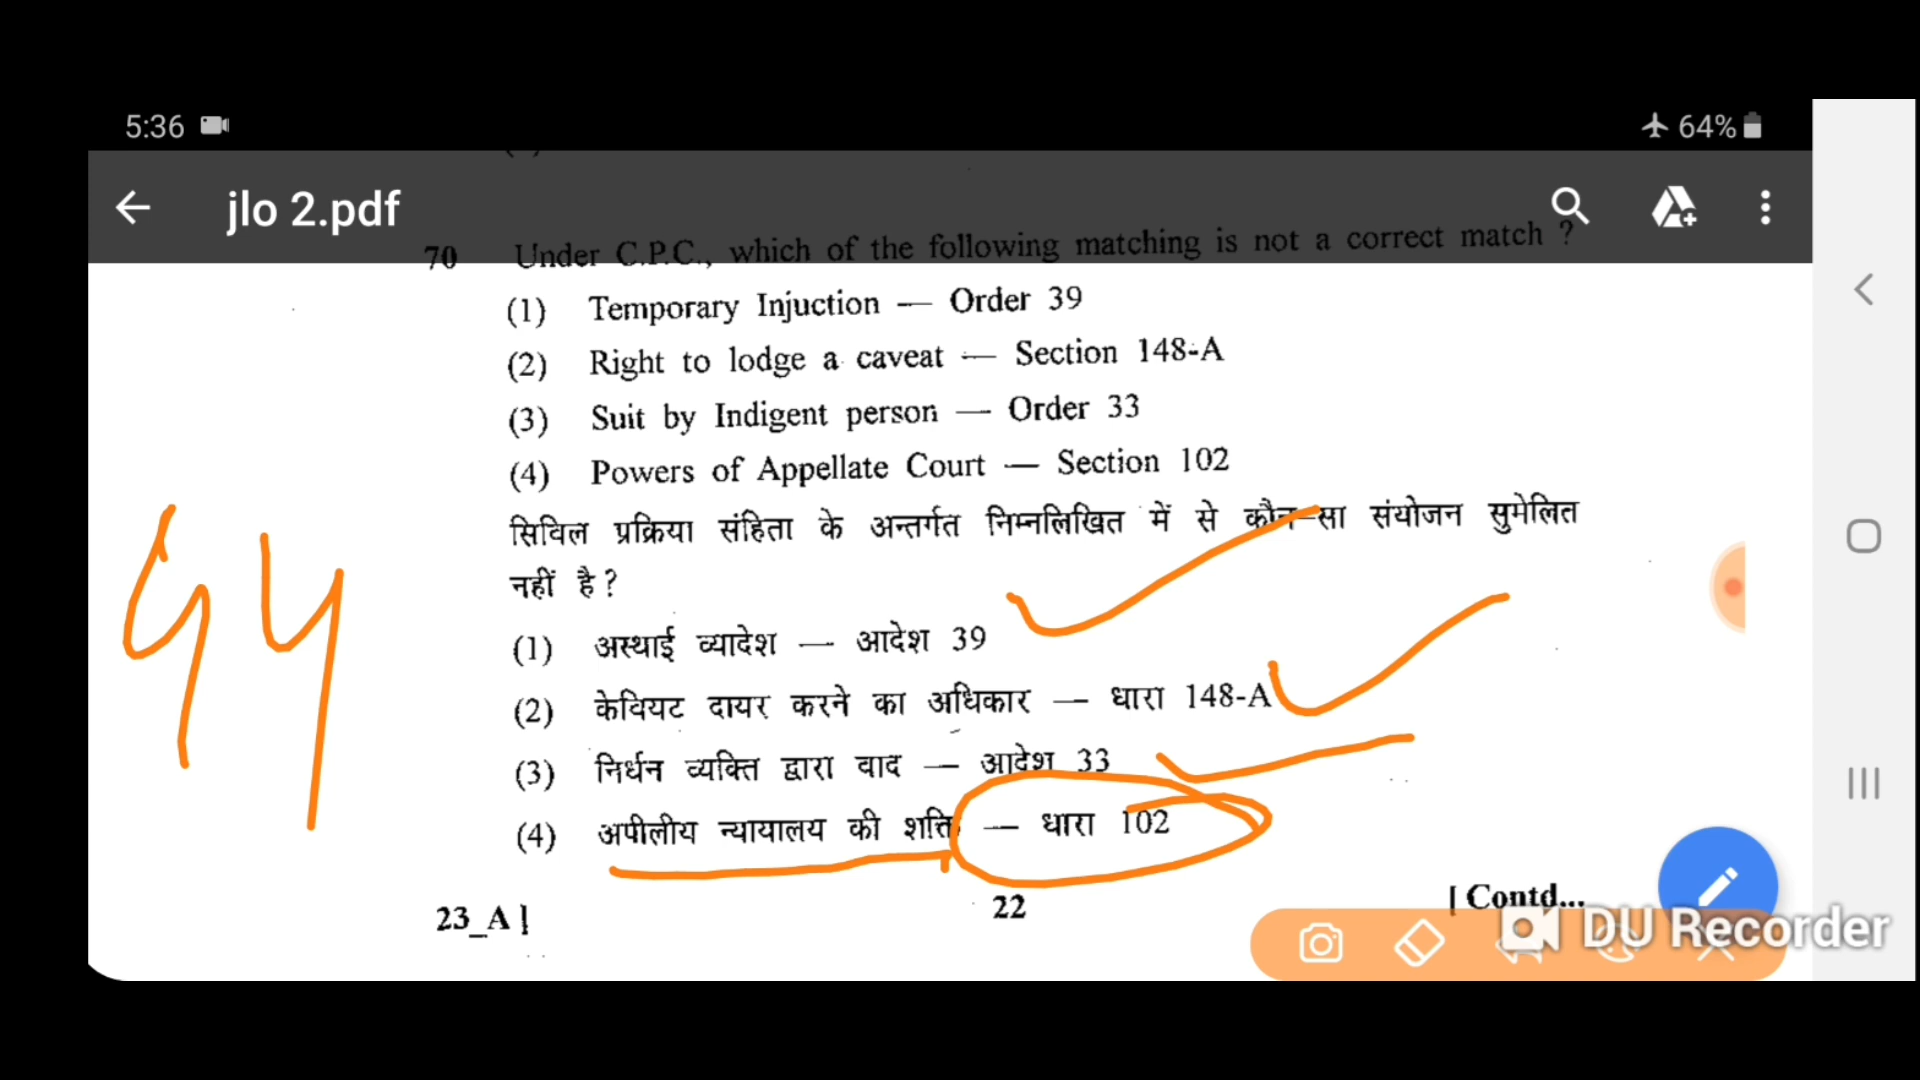 5:36
64%
jlo 2.pdf
70 Under C.P.C., which of the following matching is not a correct match ?
(1) Temporary Injuction — Order 39
(2) Right to lodge a caveat — Section 148-A
(3) Suit by Indigent person — Order 33
(4) Powers of Appellate Court — Section 102
सिविल प्रक्रिया संहिता के अन्तर्गत निम्नलिखित में से कौन-सा संयोजन सुमेलित
नहीं है ?
(1) अस्थाई व्यादेश — आदेश 39
(2) केवियट दायर करने का अधिकार — धारा 148-A
(3) निर्धन व्यक्ति द्वारा वाद — आदेश 33
(4) अपीलीय न्यायालय की शक्ति — धारा 102
23_A ] 22 [ Contd...
DU Recorder